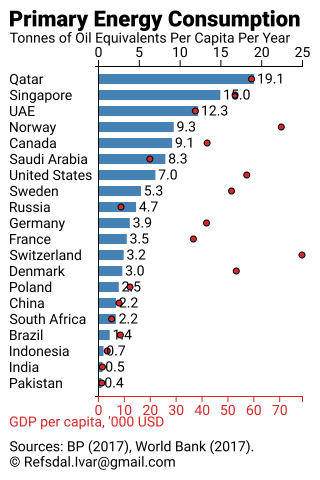 Primary Energy Consumption
Tonnes of Oil Equivalents Per Capita Per Year
0 5 10 15 20 25
Qatar 19.1
Singapore 15.0
UAE 12.3
Norway 9.3
Canada 9.1
Saudi Arabia 8.3
United States 7.0
Sweden 5.3
Russia 4.7
Germany 3.9
France 3.5
Switzerland 3.2
Denmark 3.0
Poland 2.5
China 2.2
South Africa 2.2
Brazil 1.4
Indonesia 0.7
India 0.5
Pakistan 0.4
0 10 20 30 40 50 60 70
GDP per capita, '000 USD
Sources: BP (2017), World Bank (2017).
© Refsdal.Ivar@gmail.com